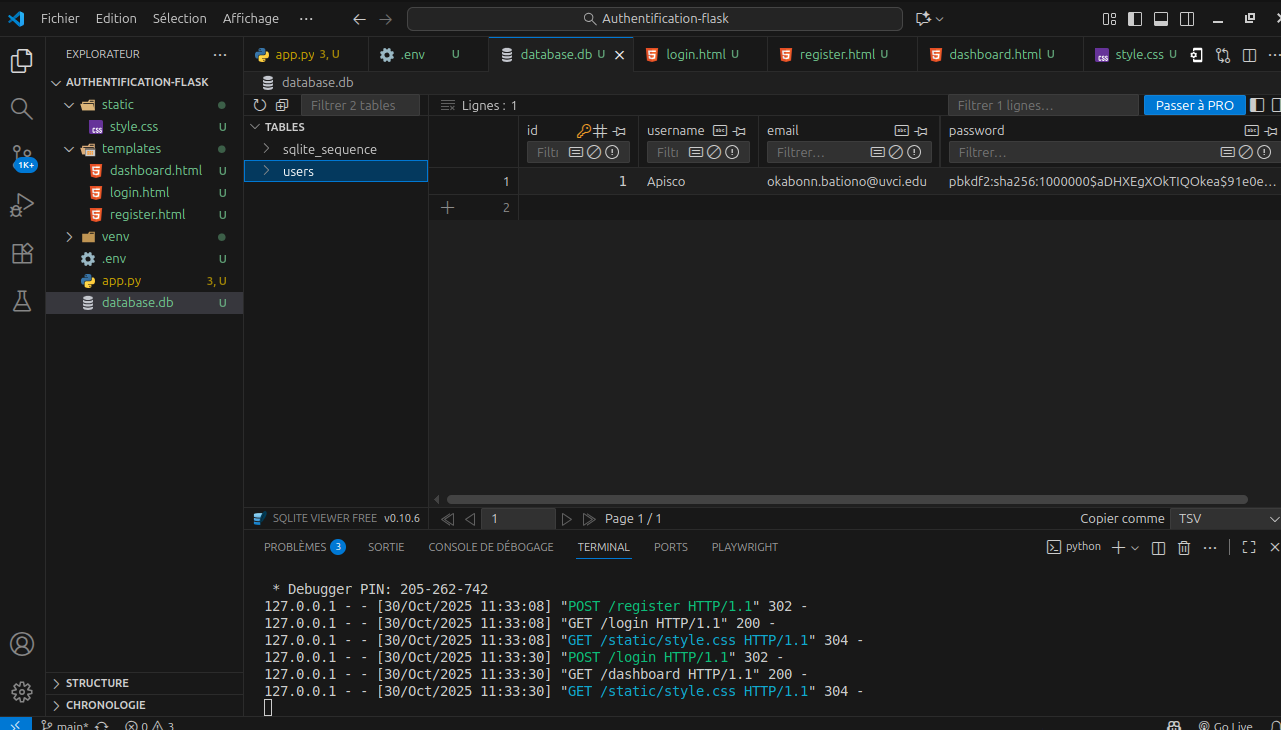 Fichier Edition Sélection Affichage ··· Authentification-flask
EXPLORATEUR ···
AUTHENTIFICATION-FLASK
static
style.css U
templates
dashboard.html U
login.html U
register.html U
venv
.env U
app.py 3, U
database.db U
STRUCTURE
CHRONOLOGIE
app.py 3, U .env U database.db U login.html U register.html U dashboard.html U style.css U
database.db
Filtrer 2 tables
TABLES
sqlite_sequence
users
SQLITE VIEWER FREE v0.10.6
Lignes : 1 Filtrer 1 lignes... Passer à PRO
id username email password
Filtr Filtr Filtrer... Filtrer...
1 1 Apisco okabonn.bationo@uvci.edu pbkdf2:sha256:1000000$aDHXEgXOkTIQOkea$91e0e...
2
1 Page 1 / 1 Copier comme TSV
PROBLÈMES 3 SORTIE CONSOLE DE DÉBOGAGE TERMINAL PORTS PLAYWRIGHT python
* Debugger PIN: 205-262-742
127.0.0.1 - - [30/Oct/2025 11:33:08] "POST /register HTTP/1.1" 302 -
127.0.0.1 - - [30/Oct/2025 11:33:08] "GET /login HTTP/1.1" 200 -
127.0.0.1 - - [30/Oct/2025 11:33:08] "GET /static/style.css HTTP/1.1" 304 -
127.0.0.1 - - [30/Oct/2025 11:33:30] "POST /login HTTP/1.1" 302 -
127.0.0.1 - - [30/Oct/2025 11:33:30] "GET /dashboard HTTP/1.1" 200 -
127.0.0.1 - - [30/Oct/2025 11:33:30] "GET /static/style.css HTTP/1.1" 304 -
1K+
main* 0 3 Go Live